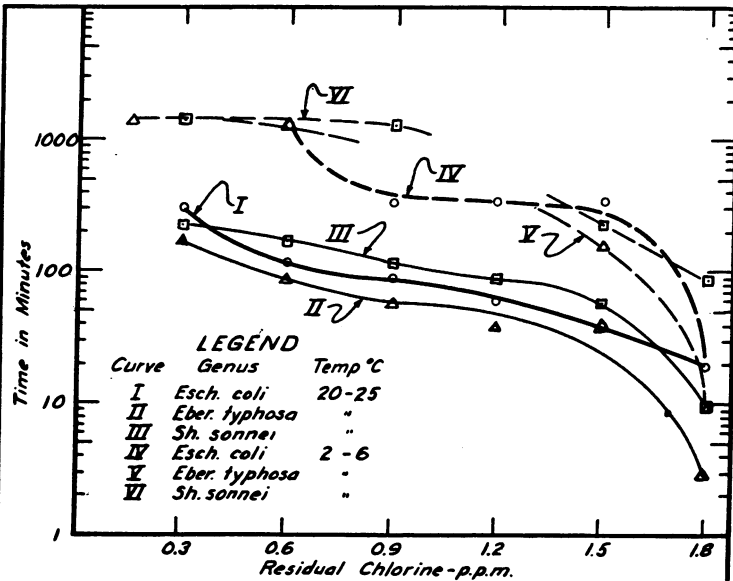 1000
100
10
1
Time in Minutes
VI
I
IV
III
V
II
LEGEND
Curve Genus Temp °C
I Esch. coli 20-25
II Eber. typhosa "
III Sh. sonnei "
IV Esch. coli 2-6
V Eber. typhosa "
VI Sh. sonnei "
0.3 0.6 0.9 1.2 1.5 1.8
Residual Chlorine-p.p.m.